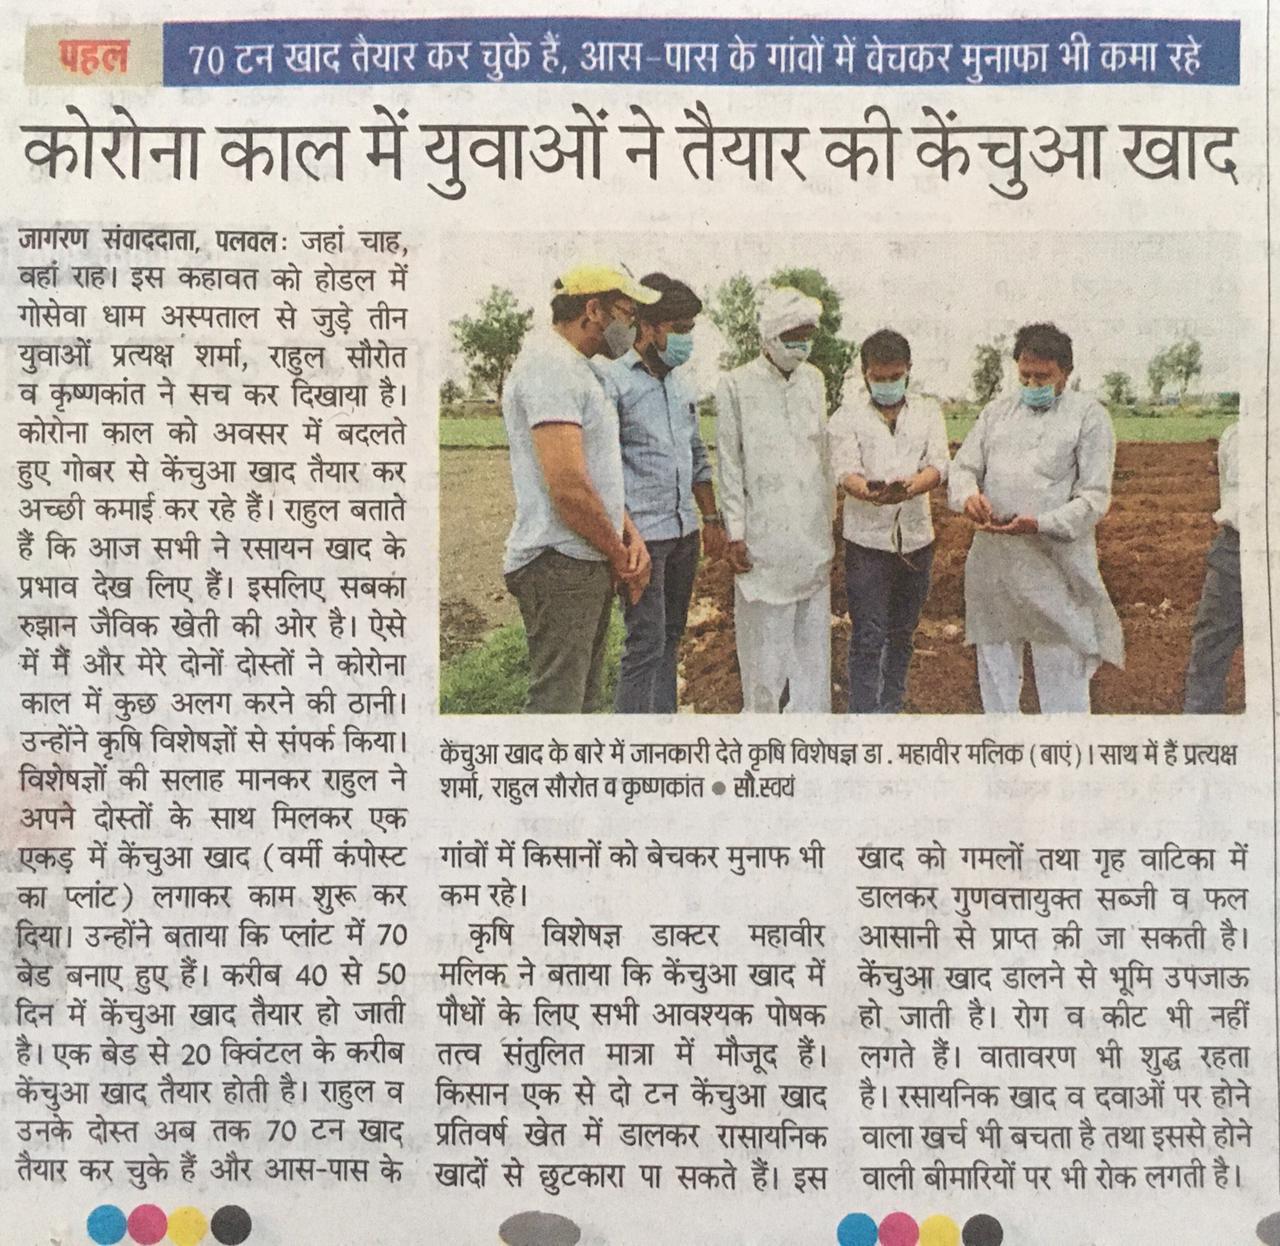 पहल
70 टन खाद तैयार कर चुके हैं, आस-पास के गांवों में बेचकर मुनाफा भी कमा रहे
कोरोना काल में युवाओं ने तैयार की केंचुआ खाद
जागरण संवाददाता, पलवल: जहां चाह,
वहां राह। इस कहावत को होडल में
गोसेवा धाम अस्पताल से जुड़े तीन
युवाओं प्रत्यक्ष शर्मा, राहुल सौरोत
व कृष्णकांत ने सच कर दिखाया है।
कोरोना काल को अवसर में बदलते
हुए गोबर से केंचुआ खाद तैयार कर
अच्छी कमाई कर रहे हैं। राहुल बताते
हैं कि आज सभी ने रसायन खाद के
प्रभाव देख लिए हैं। इसलिए सबका
रुझान जैविक खेती की ओर है। ऐसे
में मैं और मेरे दोनों दोस्तों ने कोरोना
काल में कुछ अलग करने की ठानी।
उन्होंने कृषि विशेषज्ञों से संपर्क किया।
विशेषज्ञों की सलाह मानकर राहुल ने
अपने दोस्तों के साथ मिलकर एक
एकड़ में केंचुआ खाद (वर्मी कंपोस्ट
का प्लांट) लगाकर काम शुरू कर
दिया। उन्होंने बताया कि प्लांट में 70
बेड बनाए हुए हैं। करीब 40 से 50
दिन में केंचुआ खाद तैयार हो जाती
है। एक बेड से 20 क्विंटल के करीब
केंचुआ खाद तैयार होती है। राहुल व
उनके दोस्त अब तक 70 टन खाद
तैयार कर चुके हैं और आस-पास के
केंचुआ खाद के बारे में जानकारी देते कृषि विशेषज्ञ डा. महावीर मलिक (बाएं)। साथ में हैं प्रत्यक्ष
शर्मा, राहुल सौरोत व कृष्णकांत ● सौ.स्वयं
गांवों में किसानों को बेचकर मुनाफ भी
कम रहे।
कृषि विशेषज्ञ डाक्टर महावीर
मलिक ने बताया कि केंचुआ खाद में
पौधों के लिए सभी आवश्यक पोषक
तत्व संतुलित मात्रा में मौजूद हैं।
किसान एक से दो टन केंचुआ खाद
प्रतिवर्ष खेत में डालकर रासायनिक
खादों से छुटकारा पा सकते हैं। इस
खाद को गमलों तथा गृह वाटिका में
डालकर गुणवत्तायुक्त सब्जी व फल
आसानी से प्राप्त की जा सकती है।
केंचुआ खाद डालने से भूमि उपजाऊ
हो जाती है। रोग व कीट भी नहीं
लगते हैं। वातावरण भी शुद्ध रहता
है। रसायनिक खाद व दवाओं पर होने
वाला खर्च भी बचता है तथा इससे होने
वाली बीमारियों पर भी रोक लगती है।